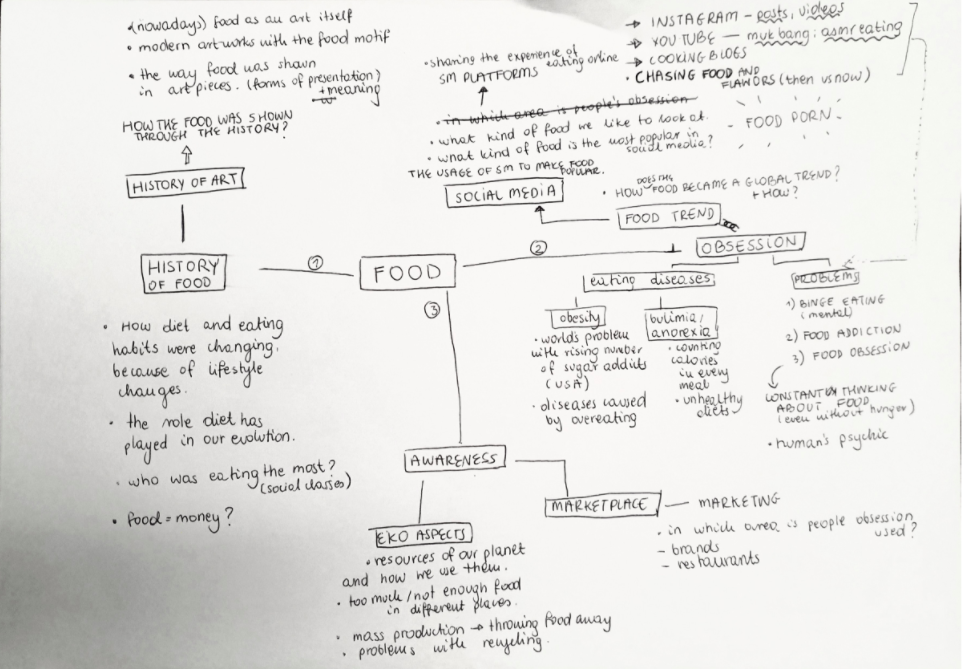 (nowadays) food as an art itself
• modern artworks with the food motif
• the way food was shown
in art pieces. (forms of presentation)
+ meaning
HOW THE FOOD WAS SHOWN
THROUGH THE HISTORY?
HISTORY OF ART
HISTORY
OF FOOD
①
FOOD
②
③
• How diet and eating
habits were changing,
because of lifestyle
changes.
• the role diet has
played in our evolution.
• who was eating the most?
(social classes)
• food = money?
→ INSTAGRAM – posts, videos
→ YOUTUBE — mukbang; asmr eating
→ COOKING BLOGS
• CHASING FOOD AND
FLAWORS (then vs now)
• sharing the experience of
SM PLATFORMS eating online
• in which area is people's obsession
• what kind of food we like to look at.
• what kind of food is the most popular in
social media?
- FOOD PORN -
THE USAGE OF SM TO MAKE FOOD
POPULAR.
SOCIAL MEDIA
• HOW DOES THE FOOD BECAME A GLOBAL TREND?
+ HOW?
FOOD TREND
OBSESSION
eating diseases
PROBLEMS
obesity
• world's problem
with rising number
of sugar addicts
(USA)
• diseases caused
by overeating
bulimia/
anorexia
• counting
calories
in every
meal
• unhealthy
diets
1) BINGE EATING
(mental)
2) FOOD ADDICTION
3) FOOD OBSESSION
CONSTANTLY THINKING
ABOUT FOOD
(even without hunger)
• human's psychic
AWARENESS
EKO ASPECTS
• resources of our planet
and how we use them.
• too much/not enough food
in different places.
• mass production → throwing food away
• problems with recycling.
MARKETPLACE — MARKETING
• in which area is people obsession
used?
– brands
– restaurants